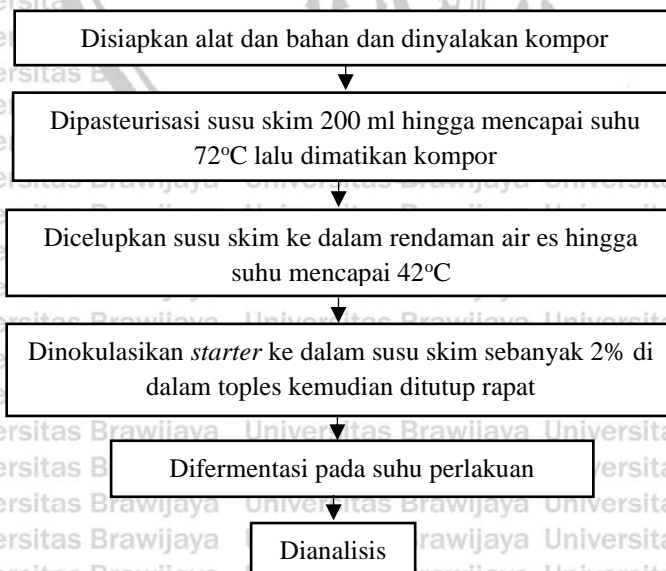 Disiapkan alat dan bahan dan dinyalakan kompor
Dipasteurisasi susu skim 200 ml hingga mencapai suhu
72°C lalu dimatikan kompor
Dicelupkan susu skim ke dalam rendaman air es hingga
suhu mencapai 42°C
Dinokulasikan starter ke dalam susu skim sebanyak 2% di
dalam toples kemudian ditutup rapat
Difermentasi pada suhu perlakuan
Dianalisis